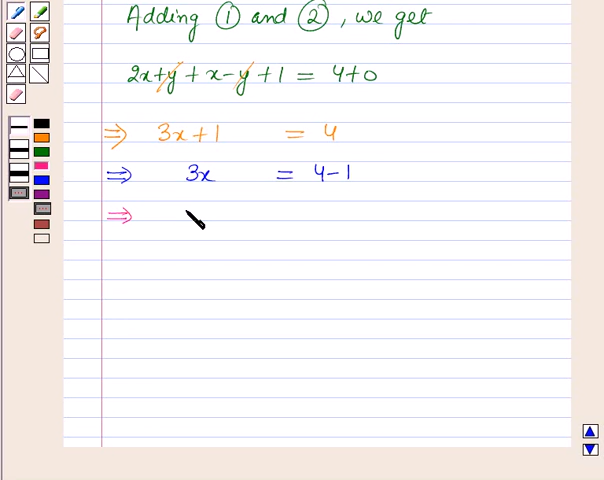 Adding ① and ②, we get
2x+y + x-y +1 = 4+0
⇒ 3x+1 = 4
⇒ 3x = 4-1
⇒